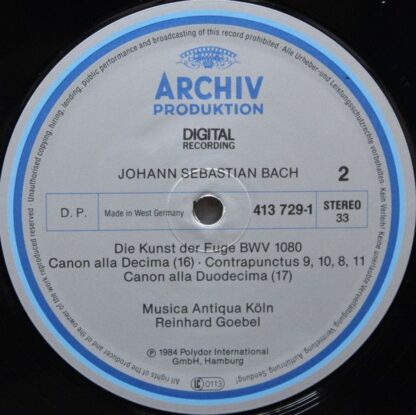 ARCHIV
PRODUKTION
DIGITAL
RECORDING
JOHANN SEBASTIAN BACH
2
D. P.
Made in West Germany
413 729-1
STEREO
33
Die Kunst der Fuge BWV 1080
Canon alla Decima (16) · Contrapunctus 9, 10, 8, 11
Canon alla Duodecima (17)
Musica Antiqua Köln
Reinhard Goebel
℗ 1984 Polydor International
GmbH, Hamburg
LC 0113
All rights of the producer and of the owner of the work reproduced reserved · Unauthorised copying, hiring, lending, public performance and broadcasting of this record prohibited
Alle Urheber- und Leistungsschutzrechte vorbehalten. Kein Verleih! Keine unerlaubte Vervielfältigung, Vermietung, Aufführung, Sendung!